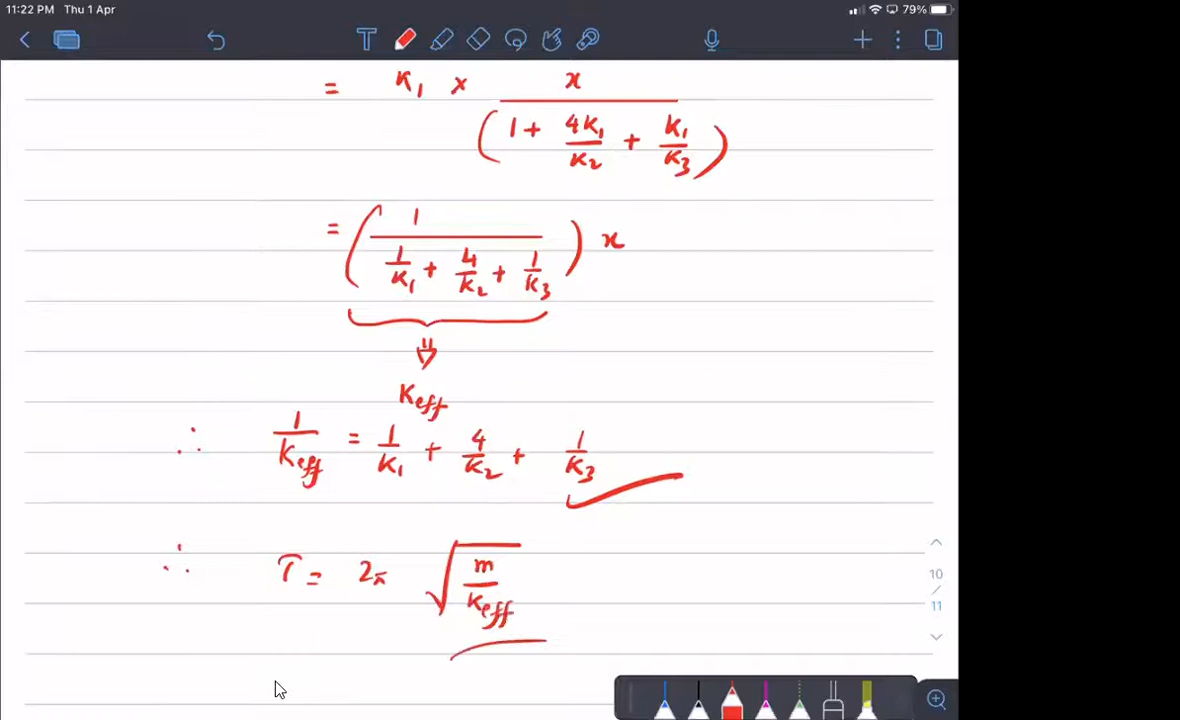 11:22 PM Thu 1 Apr 79%
= K₁ × x / (1 + 4K₁/K₂ + K₁/K₃)
= (1 / (1/K₁ + 4/K₂ + 1/K₃)) x
Keff
∴ 1/Keff = 1/K₁ + 4/K₂ + 1/K₃
∴ T = 2π √(m/Keff)
10
/
11